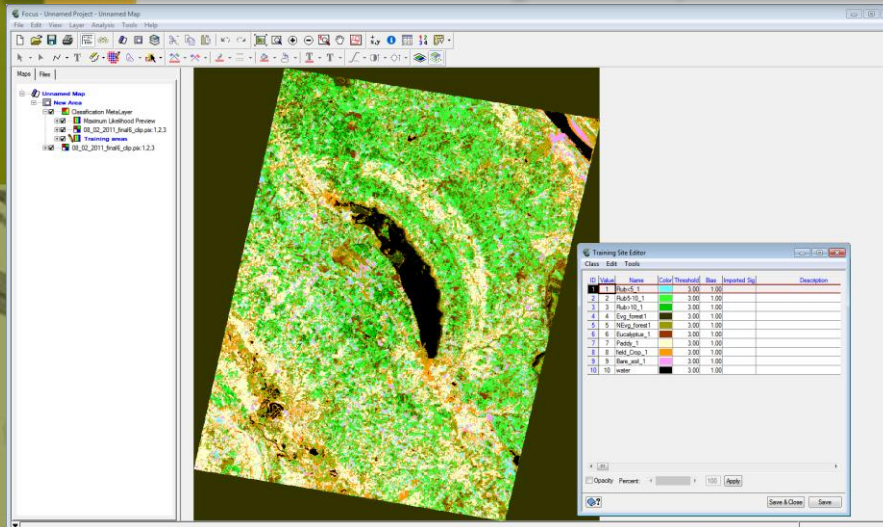 Focus - Unnamed Project - Unnamed Map
File Edit View Layer Analysis Tools Help
Maps Files
Unnamed Map
New Area
Classification MetaLayer
Maximum Likelihood Preview
08_02_2011_final6_clip.pix:1,2,3
Training areas
08_02_2011_final6_clip.pix:1,2,3
Training Site Editor
Class Edit Tools
ID Value Name Color Threshold Bias Imported Sig Description
1 1 Rub<5_1 3.00 1.00
2 2 Rub5-10_1 3.00 1.00
3 3 Rub>10_1 3.00 1.00
4 4 Evg_forest1 3.00 1.00
5 5 NEvg_forest1 3.00 1.00
6 6 Eucalyptus_1 3.00 1.00
7 7 Paddy_1 3.00 1.00
8 8 field_Crop_1 3.00 1.00
9 9 Bare_soil_1 3.00 1.00
10 10 water 3.00 1.00
Opacity Percent: 100 Apply
Save & Close Save